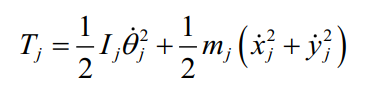 $T_j = \frac{1}{2} I_j \dot{\theta}_j^2 + \frac{1}{2} m_j \left( \dot{x}_j^2 + \dot{y}_j^2 \right)$